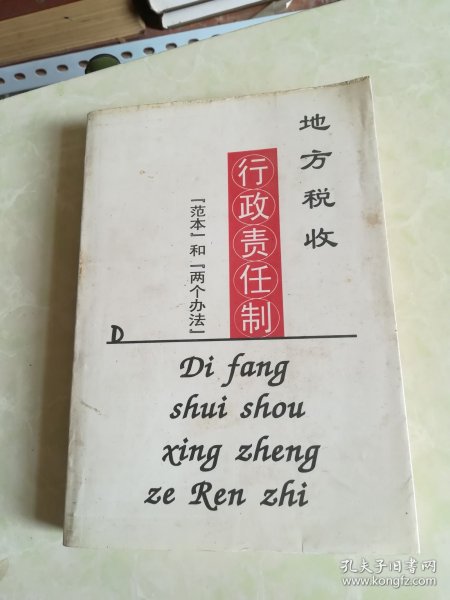 地方税收
行政责任制
「范本」和「两个办法」
D
Di fang
shui shou
xing zheng
ze Ren zhi
孔夫子旧书网
www.kongfz.com